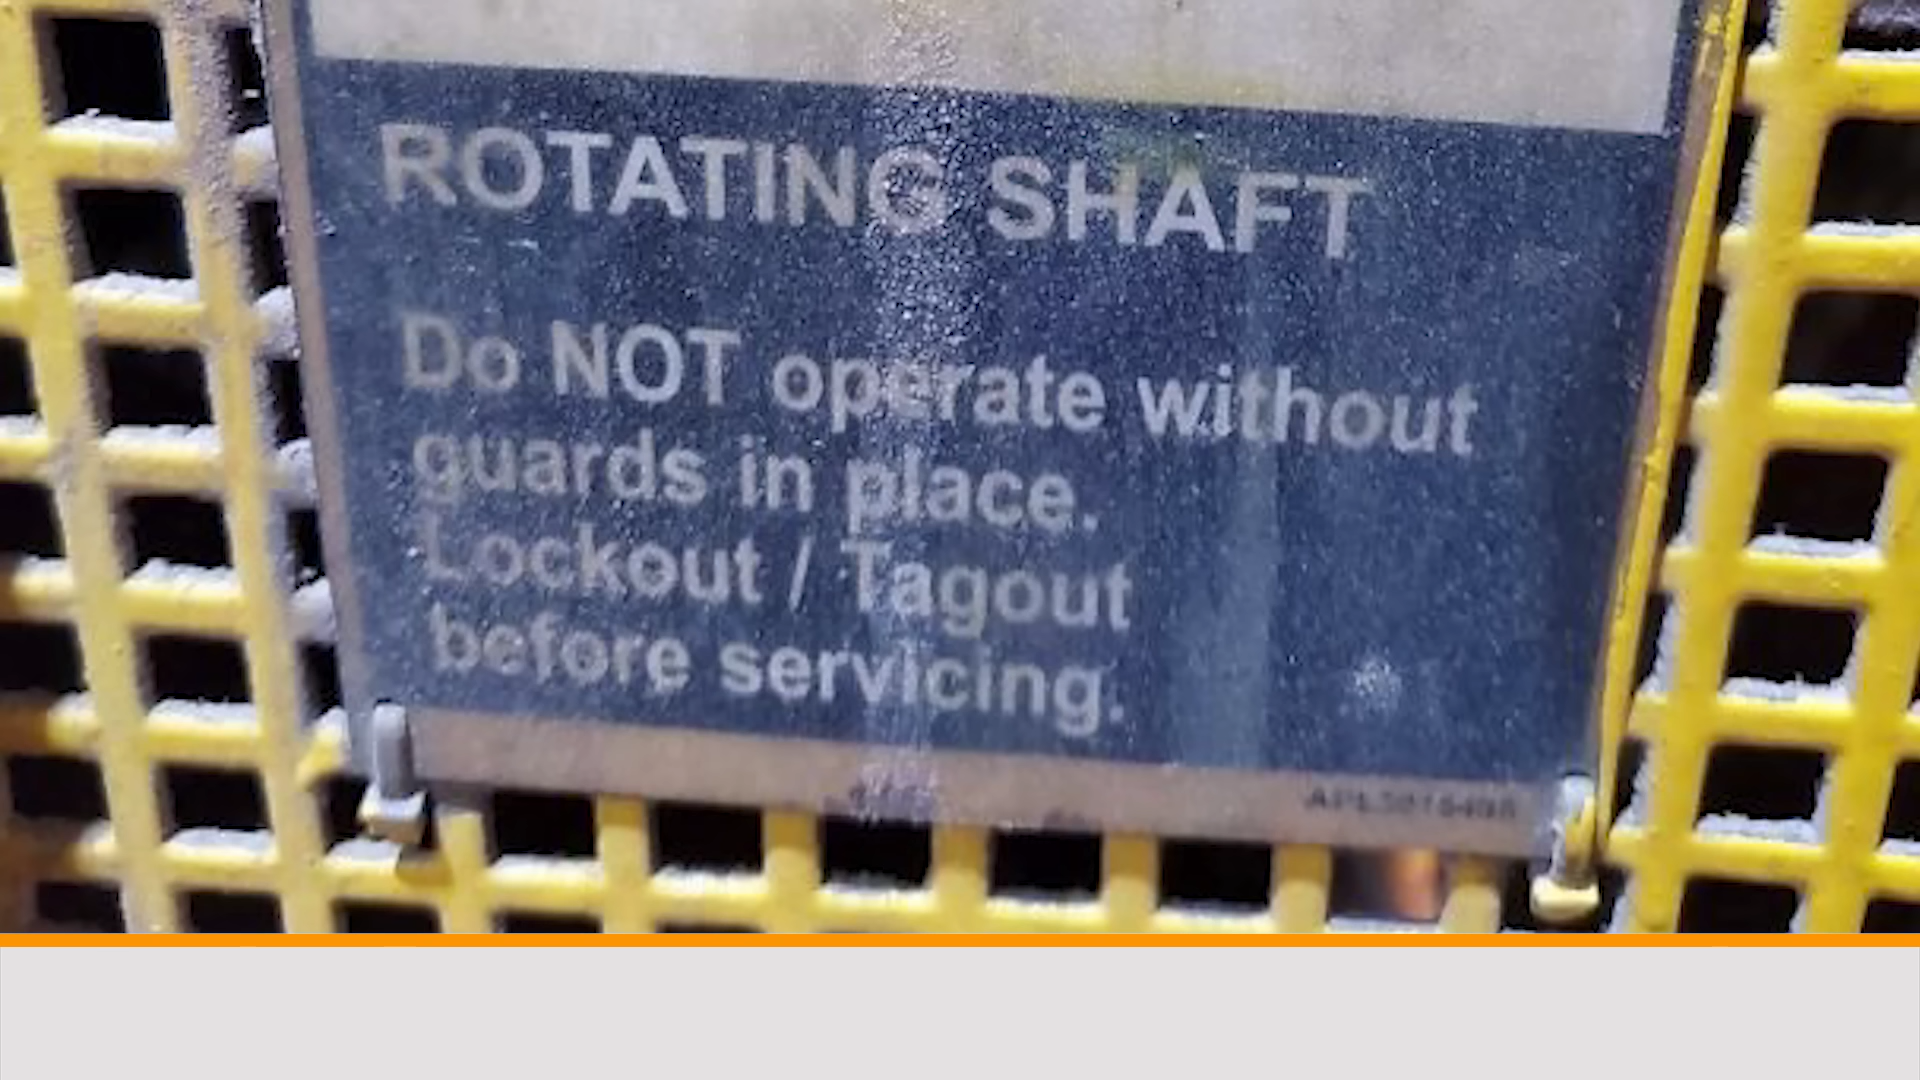 ROTATING SHAFT
Do NOT operate without
guards in place.
Lockout / Tagout
before servicing.